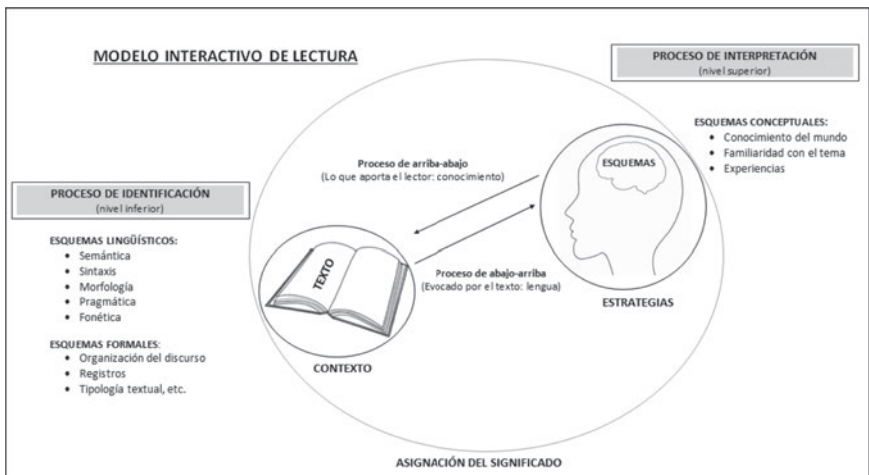 MODELO INTERACTIVO DE LECTURA
PROCESO DE INTERPRETACIÓN
(nivel superior)
ESQUEMAS CONCEPTUALES:
• Conocimiento del mundo
• Familiaridad con el tema
• Experiencias
ESQUEMAS
Proceso de arriba-abajo
(Lo que aporta el lector: conocimiento)
PROCESO DE IDENTIFICACIÓN
(nivel inferior)
ESQUEMAS LINGÜÍSTICOS:
• Semántica
• Sintaxis
• Morfología
• Pragmática
• Fonética
ESQUEMAS FORMALES:
• Organización del discurso
• Registros
• Tipología textual, etc.
TEXTO
Proceso de abajo-arriba
(Evocado por el texto: lengua)
ESTRATEGIAS
CONTEXTO
ASIGNACIÓN DEL SIGNIFICADO